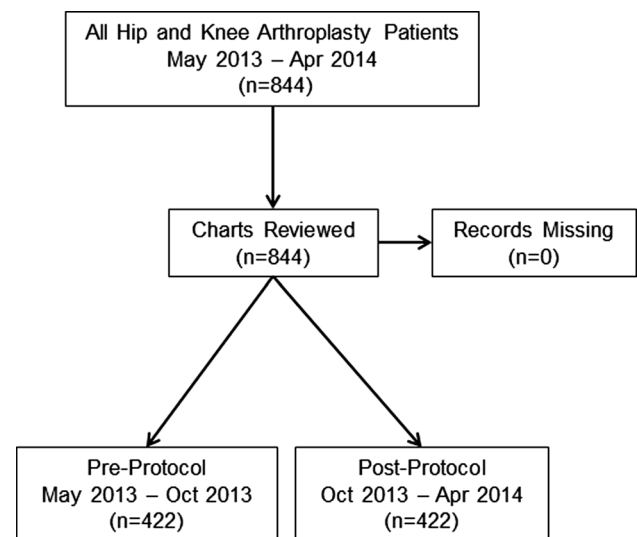 All Hip and Knee Arthroplasty Patients
May 2013 – Apr 2014
(n=844)
Charts Reviewed
(n=844)
Records Missing
(n=0)
Pre-Protocol
May 2013 – Oct 2013
(n=422)
Post-Protocol
Oct 2013 – Apr 2014
(n=422)